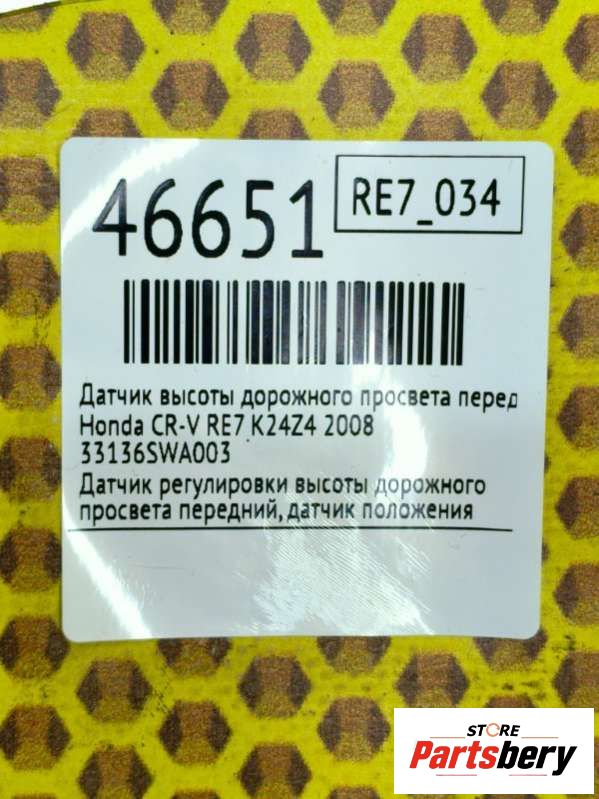 46651
RE7_034
Датчик высоты дорожного просвета перед
Honda CR-V RE7 K24Z4 2008
33136SWA003
Датчик регулировки высоты дорожного
просвета передний, датчик положения
STORE
Partsbery